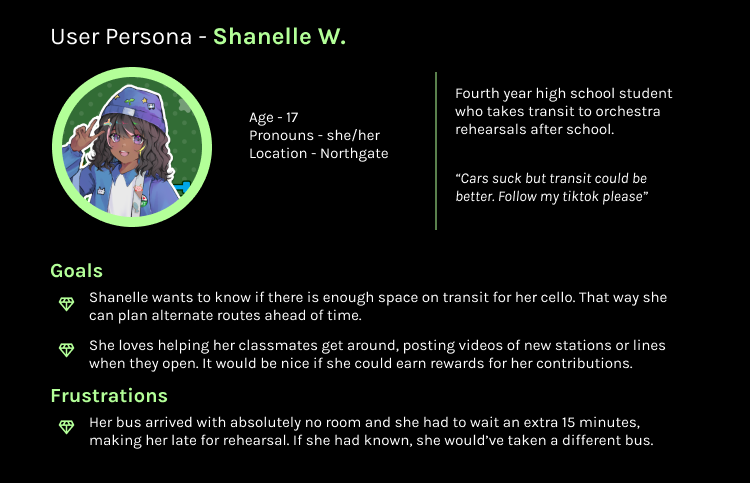 User Persona - Shanelle W.
Age - 17
Pronouns - she/her
Location - Northgate
Fourth year high school student
who takes transit to orchestra
rehearsals after school.
“Cars suck but transit could be
better. Follow my tiktok please”
Goals
Shanelle wants to know if there is enough space on transit for her cello. That way she
can plan alternate routes ahead of time.
She loves helping her classmates get around, posting videos of new stations or lines
when they open. It would be nice if she could earn rewards for her contributions.
Frustrations
Her bus arrived with absolutely no room and she had to wait an extra 15 minutes,
making her late for rehearsal. If she had known, she would’ve taken a different bus.